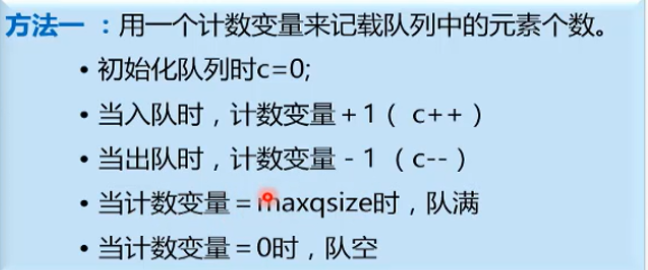 方法一 ：用一个计数变量来记载队列中的元素个数。
• 初始化队列时c=0;
• 当入队时，计数变量＋1（ c++ ）
• 当出队时，计数变量－1 （c-- ）
• 当计数变量＝maxqsize时，队满
• 当计数变量＝0时，队空